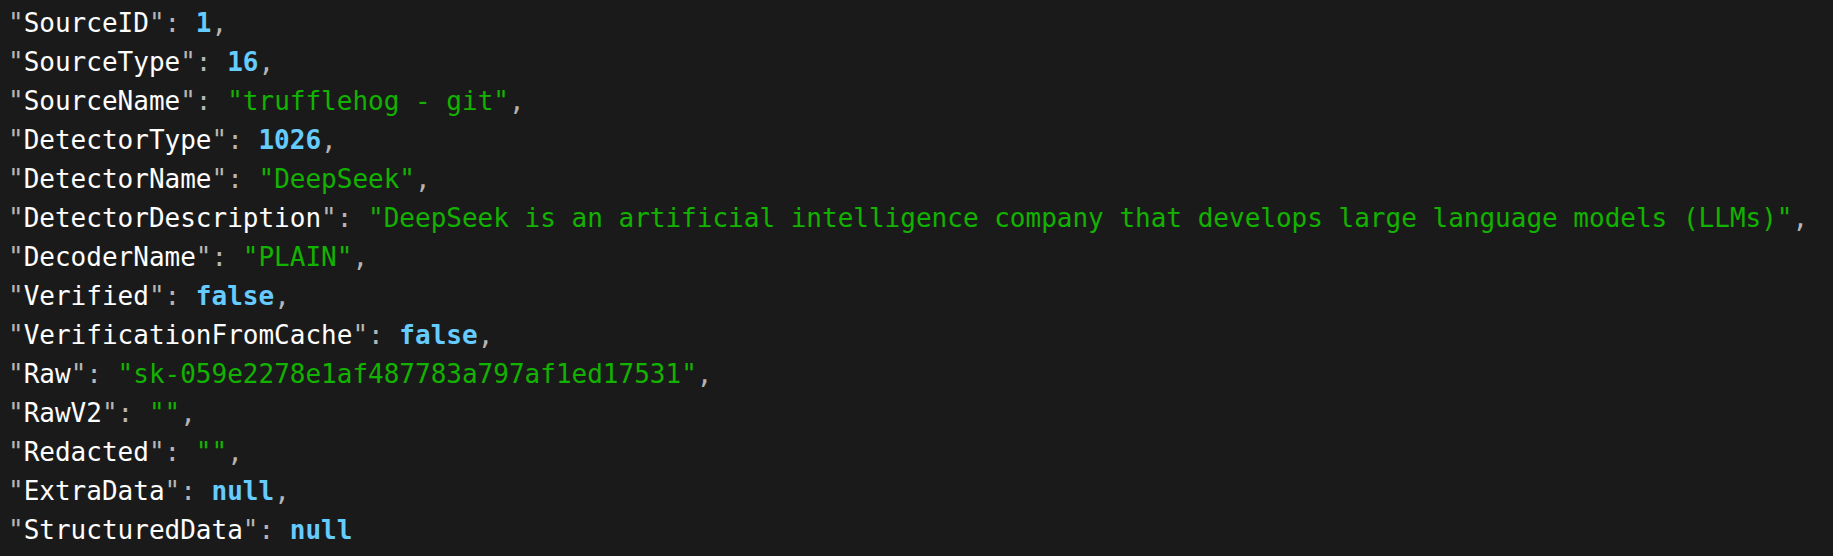 "SourceID": 1,
"SourceType": 16,
"SourceName": "trufflehog - git",
"DetectorType": 1026,
"DetectorName": "DeepSeek",
"DetectorDescription": "DeepSeek is an artificial intelligence company that develops large language models (LLMs)",
"DecoderName": "PLAIN",
"Verified": false,
"VerificationFromCache": false,
"Raw": "sk-059e2278e1af487783a797af1ed17531",
"RawV2": "",
"Redacted": "",
"ExtraData": null,
"StructuredData": null